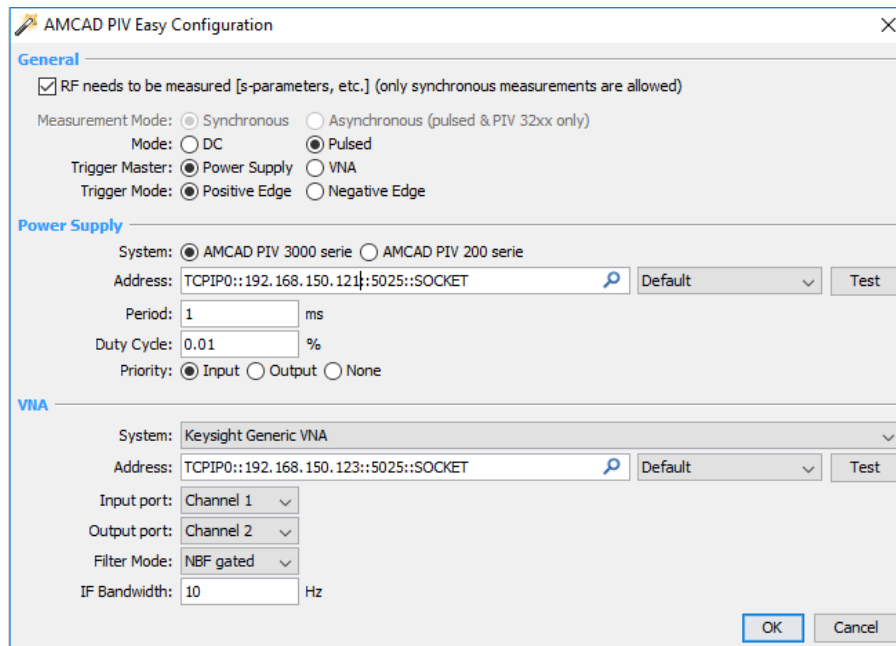 AMCAD PIV Easy Configuration
General
RF needs to be measured [s-parameters, etc.] (only synchronous measurements are allowed)
Measurement Mode: Synchronous Asynchronous (pulsed & PIV 32xx only)
Mode: DC Pulsed
Trigger Master: Power Supply VNA
Trigger Mode: Positive Edge Negative Edge
Power Supply
System: AMCAD PIV 3000 serie AMCAD PIV 200 serie
Address: TCPIP0::192.168.150.121::5025::SOCKET Default Test
Period: 1 ms
Duty Cycle: 0.01 %
Priority: Input Output None
VNA
System: Keysight Generic VNA
Address: TCPIP0::192.168.150.123::5025::SOCKET Default Test
Input port: Channel 1
Output port: Channel 2
Filter Mode: NBF gated
IF Bandwidth: 10 Hz
OK Cancel